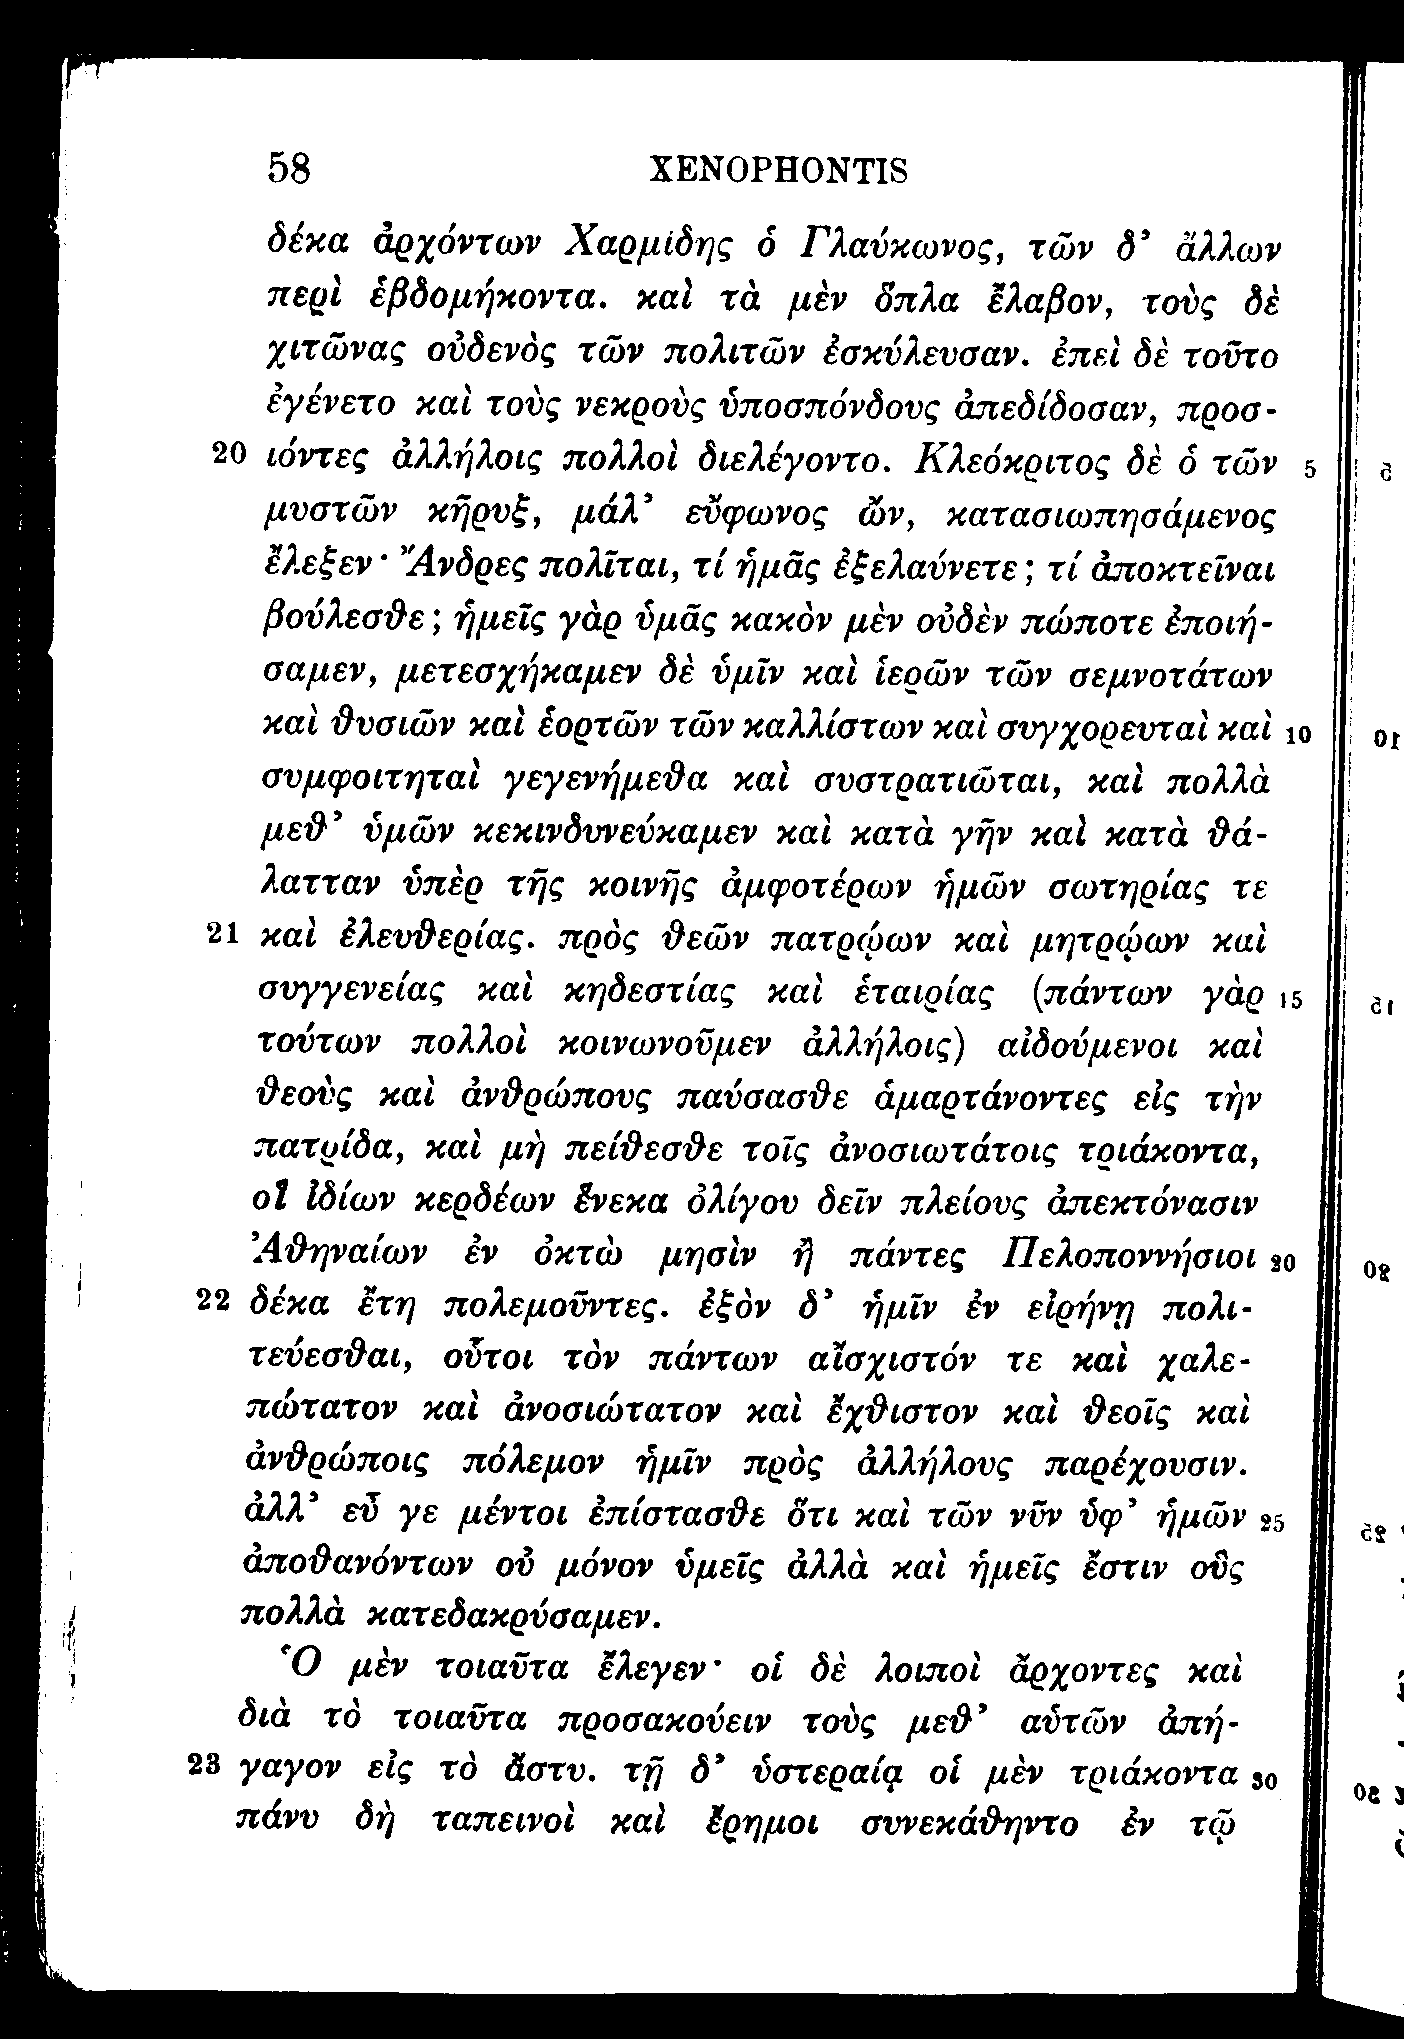 58 XENOPHONTIS
δέκα ἀρχόντων Χαρμίδης ὁ Γλαύκωνος, τῶν δ’ ἄλλων
περὶ ἑβδομήκοντα. καὶ τὰ μὲν ὅπλα ἔλαβον, τοὺς δὲ
χιτῶνας οὐδενὸς τῶν πολιτῶν ἐσκύλευσαν. ἐπεὶ δὲ τοῦτο
ἐγένετο καὶ τοὺς νεκροὺς ὑποσπόνδους ἀπεδίδοσαν, προσ-
20 ιόντες ἀλλήλοις πολλοὶ διελέγοντο. Κλεόκριτος δὲ ὁ τῶν 5
μυστῶν κῆρυξ, μάλ’ εὔφωνος ὤν, κατασιωπησάμενος
ἔλεξεν· Ἄνδρες πολῖται, τί ἡμᾶς ἐξελαύνετε; τί ἀποκτεῖναι
βούλεσθε; ἡμεῖς γὰρ ὑμᾶς κακὸν μὲν οὐδὲν πώποτε ἐποιή-
σαμεν, μετεσχήκαμεν δὲ ὑμῖν καὶ ἱερῶν τῶν σεμνοτάτων
καὶ θυσιῶν καὶ ἑορτῶν τῶν καλλίστων καὶ συγχορευταὶ καὶ 10
συμφοιτηταὶ γεγενήμεθα καὶ συστρατιῶται, καὶ πολλὰ
μεθ’ ὑμῶν κεκινδυνεύκαμεν καὶ κατὰ γῆν καὶ κατὰ θά-
λατταν ὑπὲρ τῆς κοινῆς ἀμφοτέρων ἡμῶν σωτηρίας τε
21 καὶ ἐλευθερίας. πρὸς θεῶν πατρῴων καὶ μητρῴων καὶ
συγγενείας καὶ κηδεστίας καὶ ἑταιρίας (πάντων γὰρ 15
τούτων πολλοὶ κοινωνοῦμεν ἀλλήλοις) αἰδούμενοι καὶ
θεοὺς καὶ ἀνθρώπους παύσασθε ἁμαρτάνοντες εἰς τὴν
πατρίδα, καὶ μὴ πείθεσθε τοῖς ἀνοσιωτάτοις τριάκοντα,
οἳ ἰδίων κερδέων ἕνεκα ὀλίγου δεῖν πλείους ἀπεκτόνασιν
Ἀθηναίων ἐν ὀκτὼ μησὶν ἢ πάντες Πελοποννήσιοι 20
22 δέκα ἔτη πολεμοῦντες. ἐξὸν δ’ ἡμῖν ἐν εἰρήνῃ πολι-
τεύεσθαι, οὗτοι τὸν πάντων αἴσχιστόν τε καὶ χαλε-
πώτατον καὶ ἀνοσιώτατον καὶ ἔχθιστον καὶ θεοῖς καὶ
ἀνθρώποις πόλεμον ἡμῖν πρὸς ἀλλήλους παρέχουσιν.
ἀλλ’ εὖ γε μέντοι ἐπίστασθε ὅτι καὶ τῶν νῦν ὑφ’ ἡμῶν 25
ἀποθανόντων οὐ μόνον ὑμεῖς ἀλλὰ καὶ ἡμεῖς ἔστιν οὓς
πολλὰ κατεδακρύσαμεν.
Ὁ μὲν τοιαῦτα ἔλεγεν· οἱ δὲ λοιποὶ ἄρχοντες καὶ
διὰ τὸ τοιαῦτα προσακούειν τοὺς μεθ’ αὑτῶν ἀπή-
23 γαγον εἰς τὸ ἄστυ. τῇ δ’ ὑστεραίᾳ οἱ μὲν τριάκοντα 30
πάνυ δὴ ταπεινοὶ καὶ ἔρημοι συνεκάθηντο ἐν τῷ